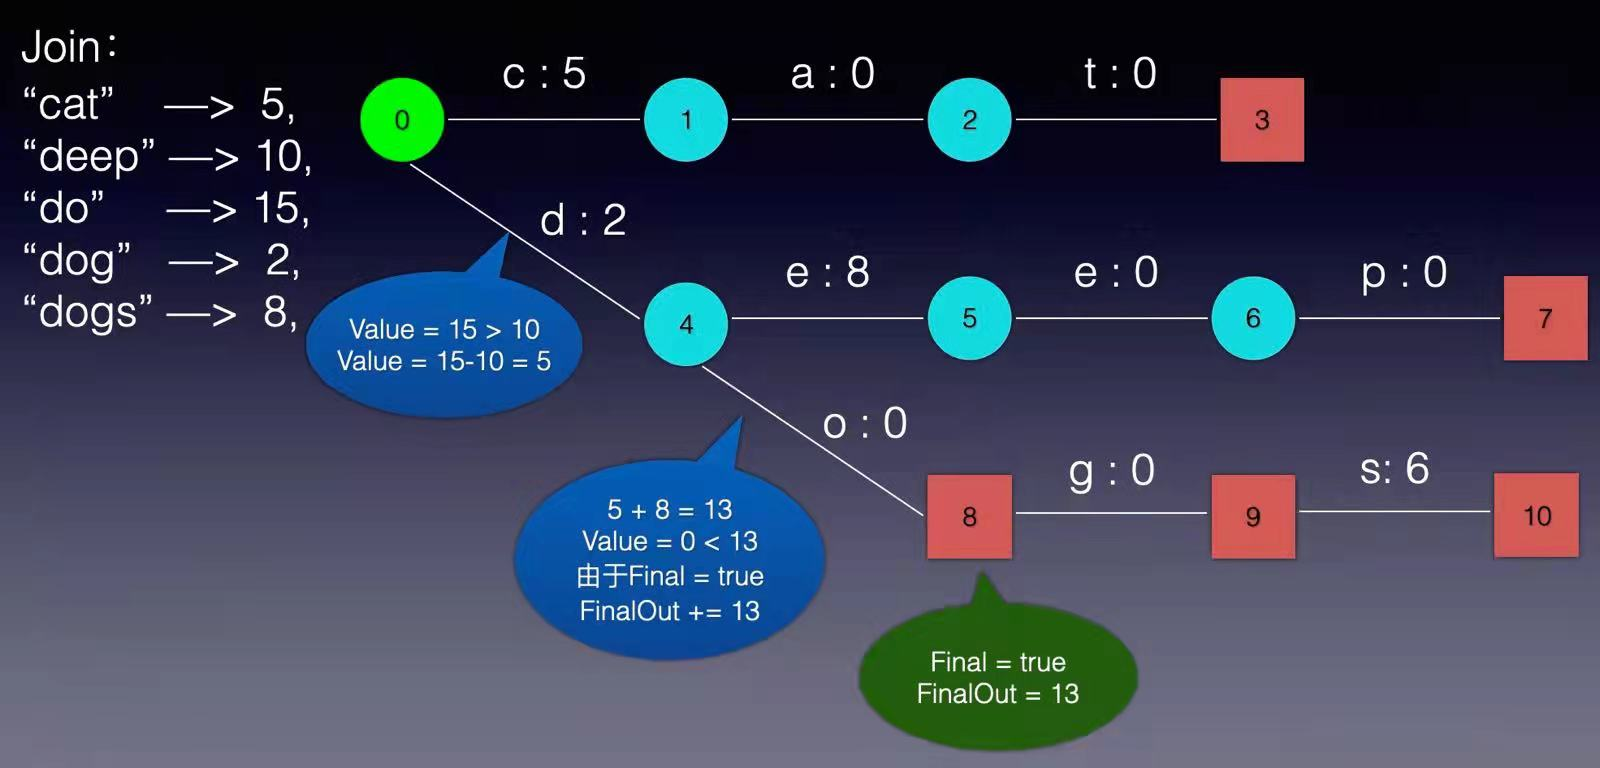 Join:
“cat” —> 5,
“deep” —> 10,
“do” —> 15,
“dog” —> 2,
“dogs” —> 8,
0
c : 5
1
a : 0
2
t : 0
3
d : 2
Value = 15 > 10
Value = 15-10 = 5
4
e : 8
5
e : 0
6
p : 0
7
o : 0
5 + 8 = 13
Value = 0 < 13
由于Final = true
FinalOut += 13
8
g : 0
9
s: 6
10
Final = true
FinalOut = 13